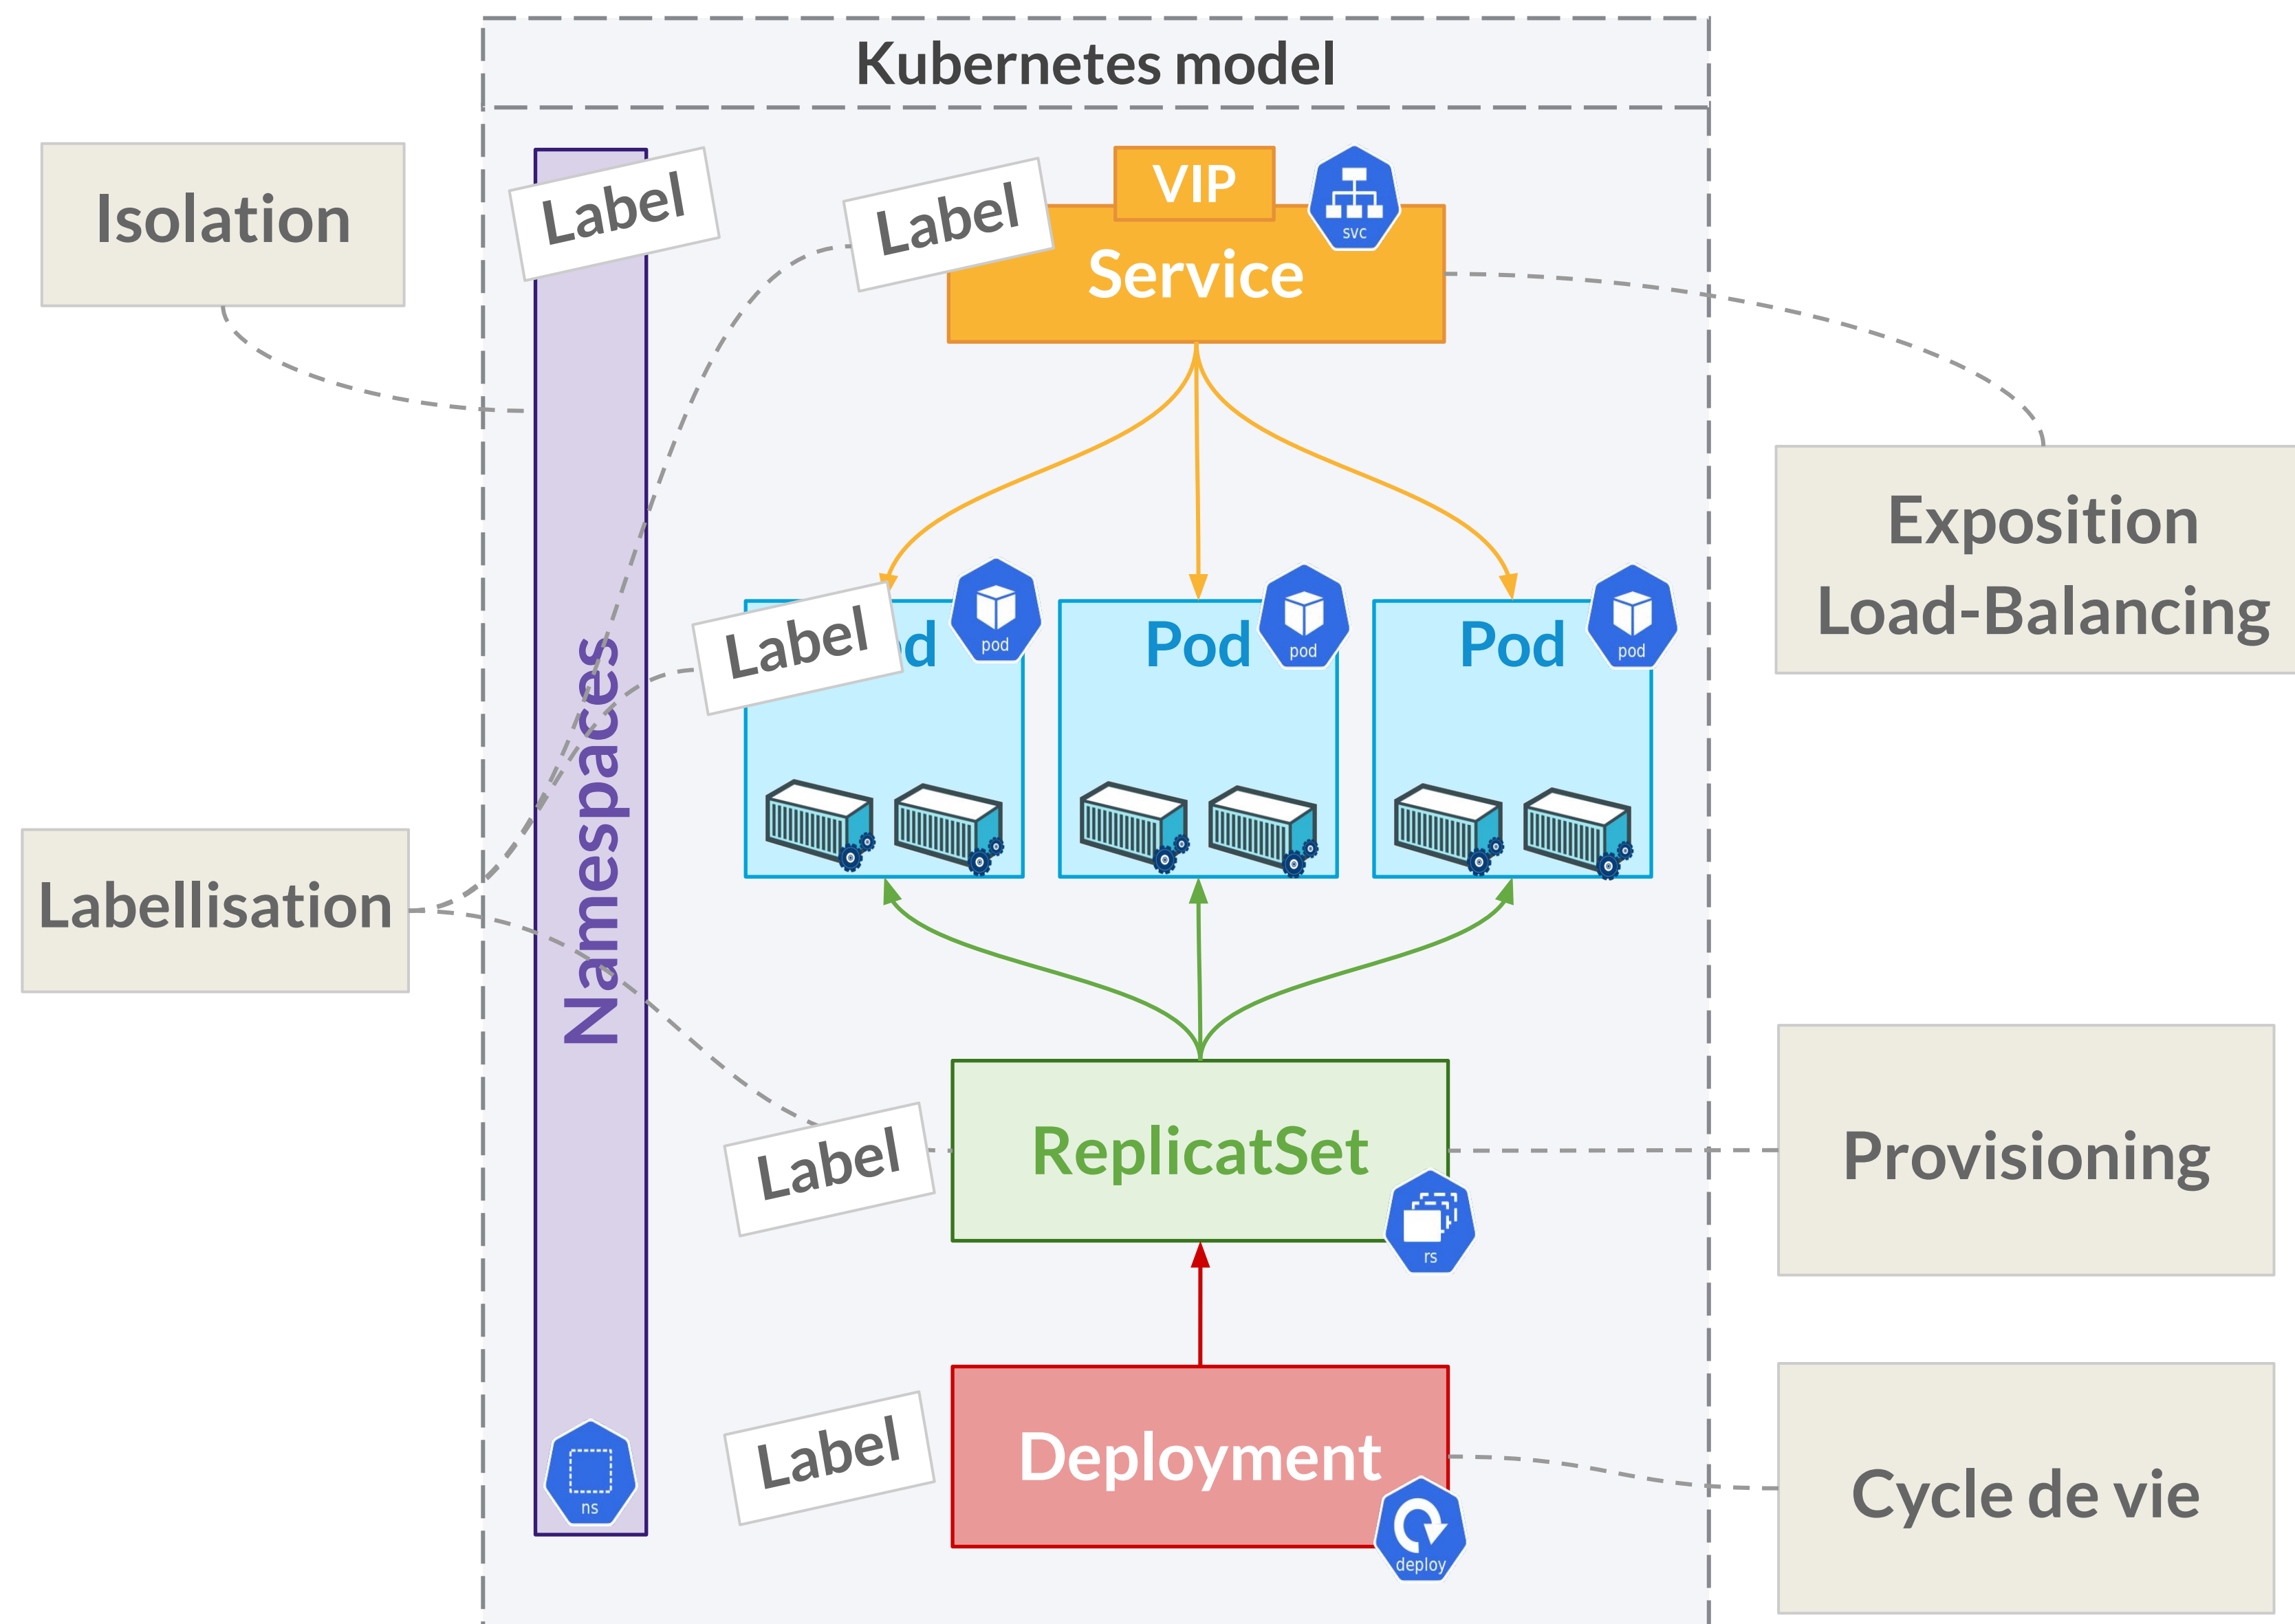 Kubernetes model
Isolation
Label
Label
VIP
svc
Service
Exposition
Load-Balancing
Label
d
pod
Pod
pod
Pod
pod
Namespaces
Labellisation
Label
ReplicatSet
rs
Provisioning
Label
Deployment
deploy
Cycle de vie
ns